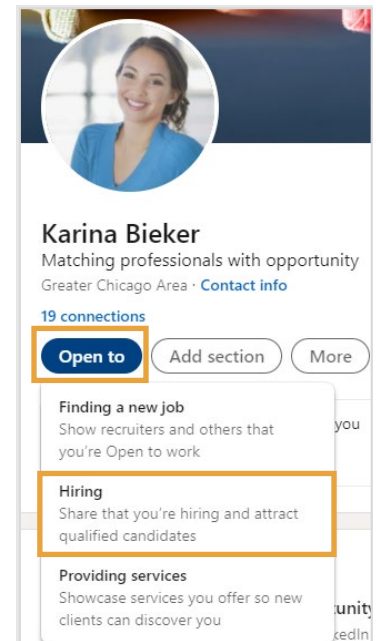 Karina Bieker
Matching professionals with opportunity
Greater Chicago Area · Contact info
19 connections
Open to
Add section
More
Finding a new job
Show recruiters and others that
you're Open to work
you
Hiring
Share that you're hiring and attract
qualified candidates
Providing services
Showcase services you offer so new
clients can discover you